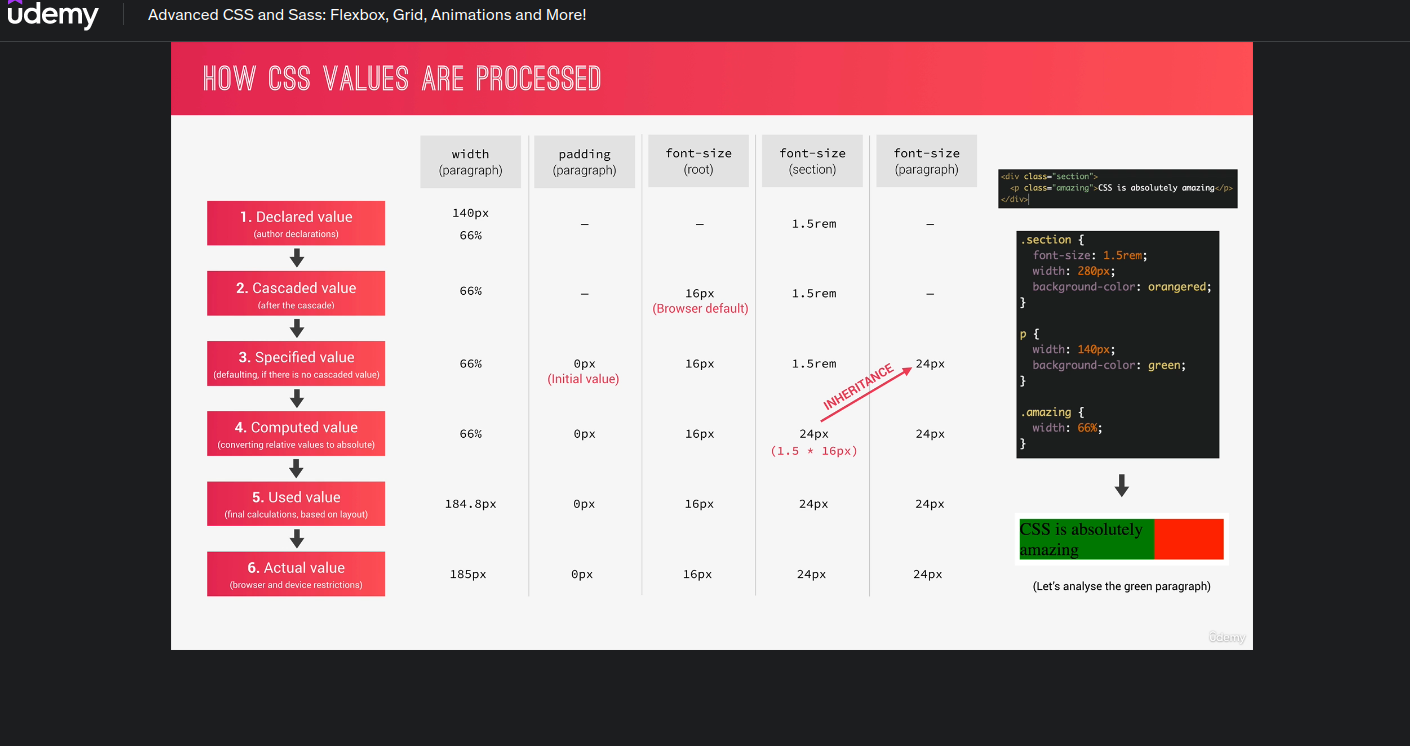 ûdemy
Advanced CSS and Sass: Flexbox, Grid, Animations and More!
HOW CSS VALUES ARE PROCESSED
width
(paragraph)
padding
(paragraph)
font-size
(root)
font-size
(section)
font-size
(paragraph)
1. Declared value
(author declarations)
140px
66%
–
–
1.5rem
–
2. Cascaded value
(after the cascade)
66%
–
16px
(Browser default)
1.5rem
–
3. Specified value
(defaulting, if there is no cascaded value)
66%
0px
(Initial value)
16px
1.5rem
24px
INHERITANCE
4. Computed value
(converting relative values to absolute)
66%
0px
16px
24px
(1.5 * 16px)
24px
5. Used value
(final calculations, based on layout)
184.8px
0px
16px
24px
24px
6. Actual value
(browser and device restrictions)
185px
0px
16px
24px
24px
<div class="section">
<p class="amazing">CSS is absolutely amazing</p>
</div>
.section {
font-size: 1.5rem;
width: 280px;
background-color: orangered;
}
p {
width: 140px;
background-color: green;
}
.amazing {
width: 66%;
}
CSS is absolutely
amazing
(Let's analyse the green paragraph)
ûdemy